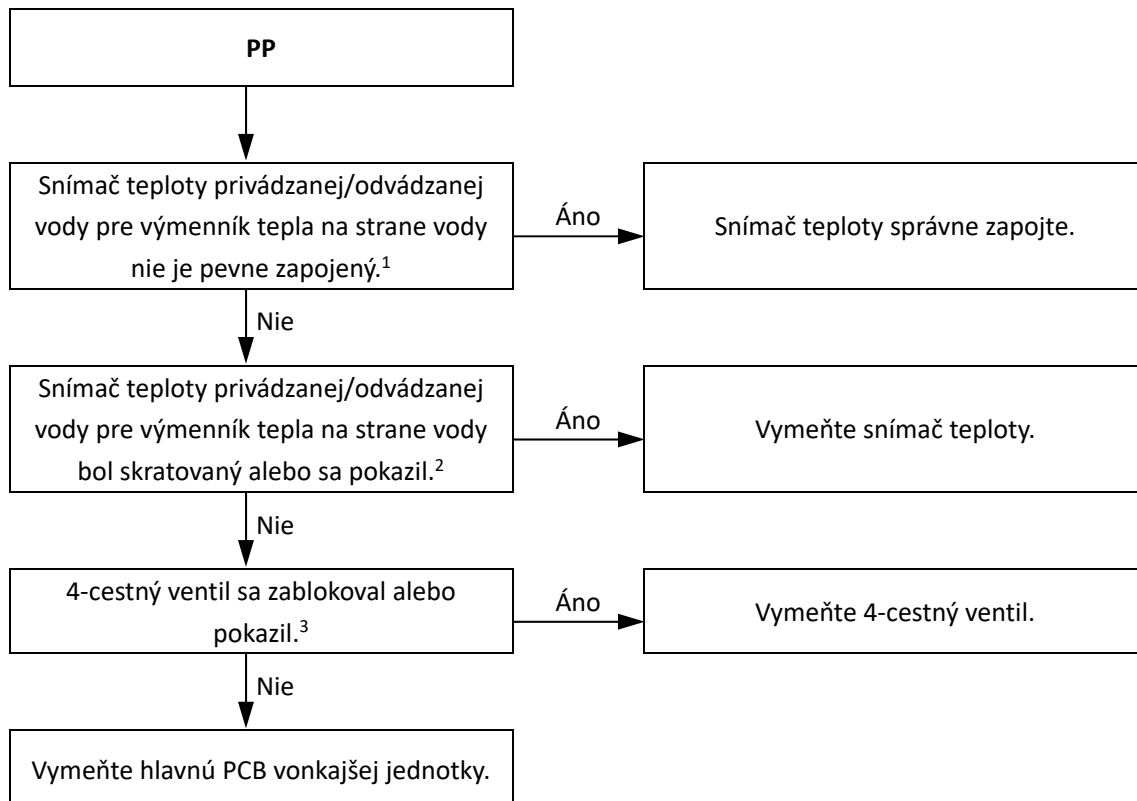 PP
Snímač teploty privádzanej/odvádzanej
vody pre výmenník tepla na strane vody
nie je pevne zapojený.1
Áno
Snímač teploty správne zapojte.
Nie
Snímač teploty privádzanej/odvádzanej
vody pre výmenník tepla na strane vody
bol skratovaný alebo sa pokazil.2
Áno
Vymeňte snímač teploty.
Nie
4-cestný ventil sa zablokoval alebo
pokazil.3
Áno
Vymeňte 4-cestný ventil.
Nie
Vymeňte hlavnú PCB vonkajšej jednotky.